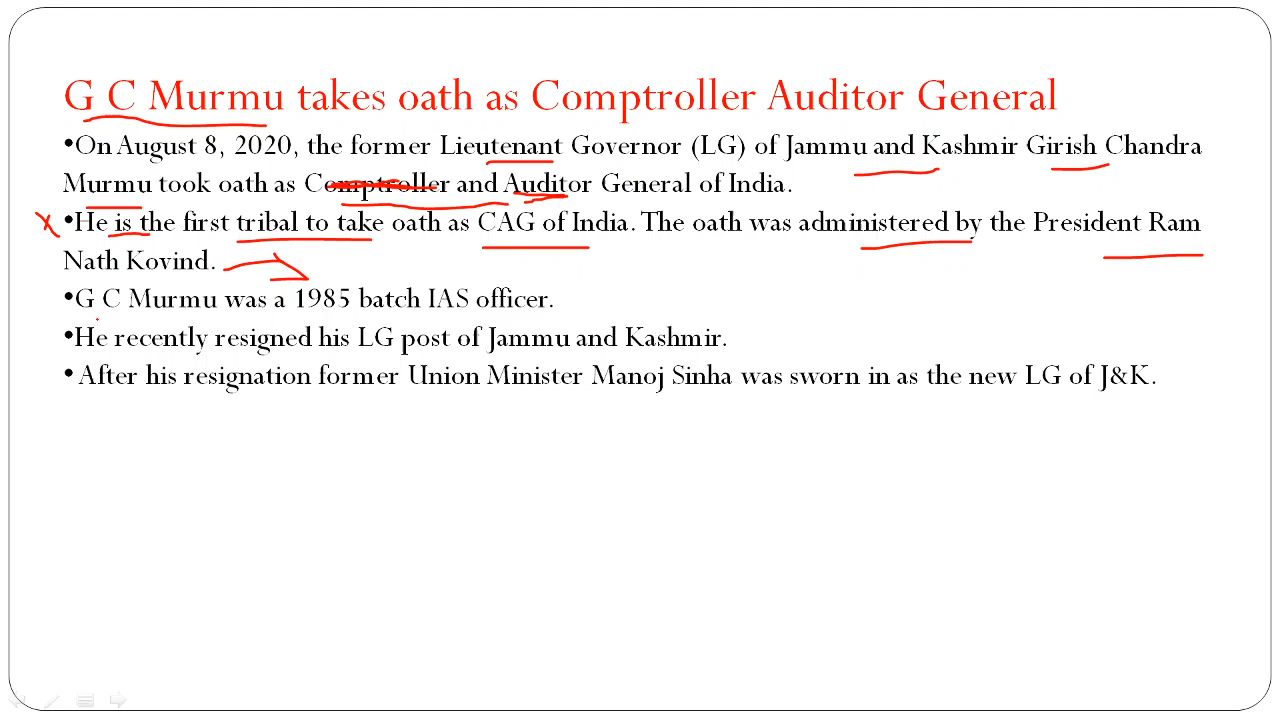 G C Murmu takes oath as Comptroller Auditor General
•On August 8, 2020, the former Lieutenant Governor (LG) of Jammu and Kashmir Girish Chandra
Murmu took oath as Comptroller and Auditor General of India.
x •He is the first tribal to take oath as CAG of India. The oath was administered by the President Ram
Nath Kovind.
•G C Murmu was a 1985 batch IAS officer.
•He recently resigned his LG post of Jammu and Kashmir.
• After his resignation former Union Minister Manoj Sinha was sworn in as the new LG of J&K.